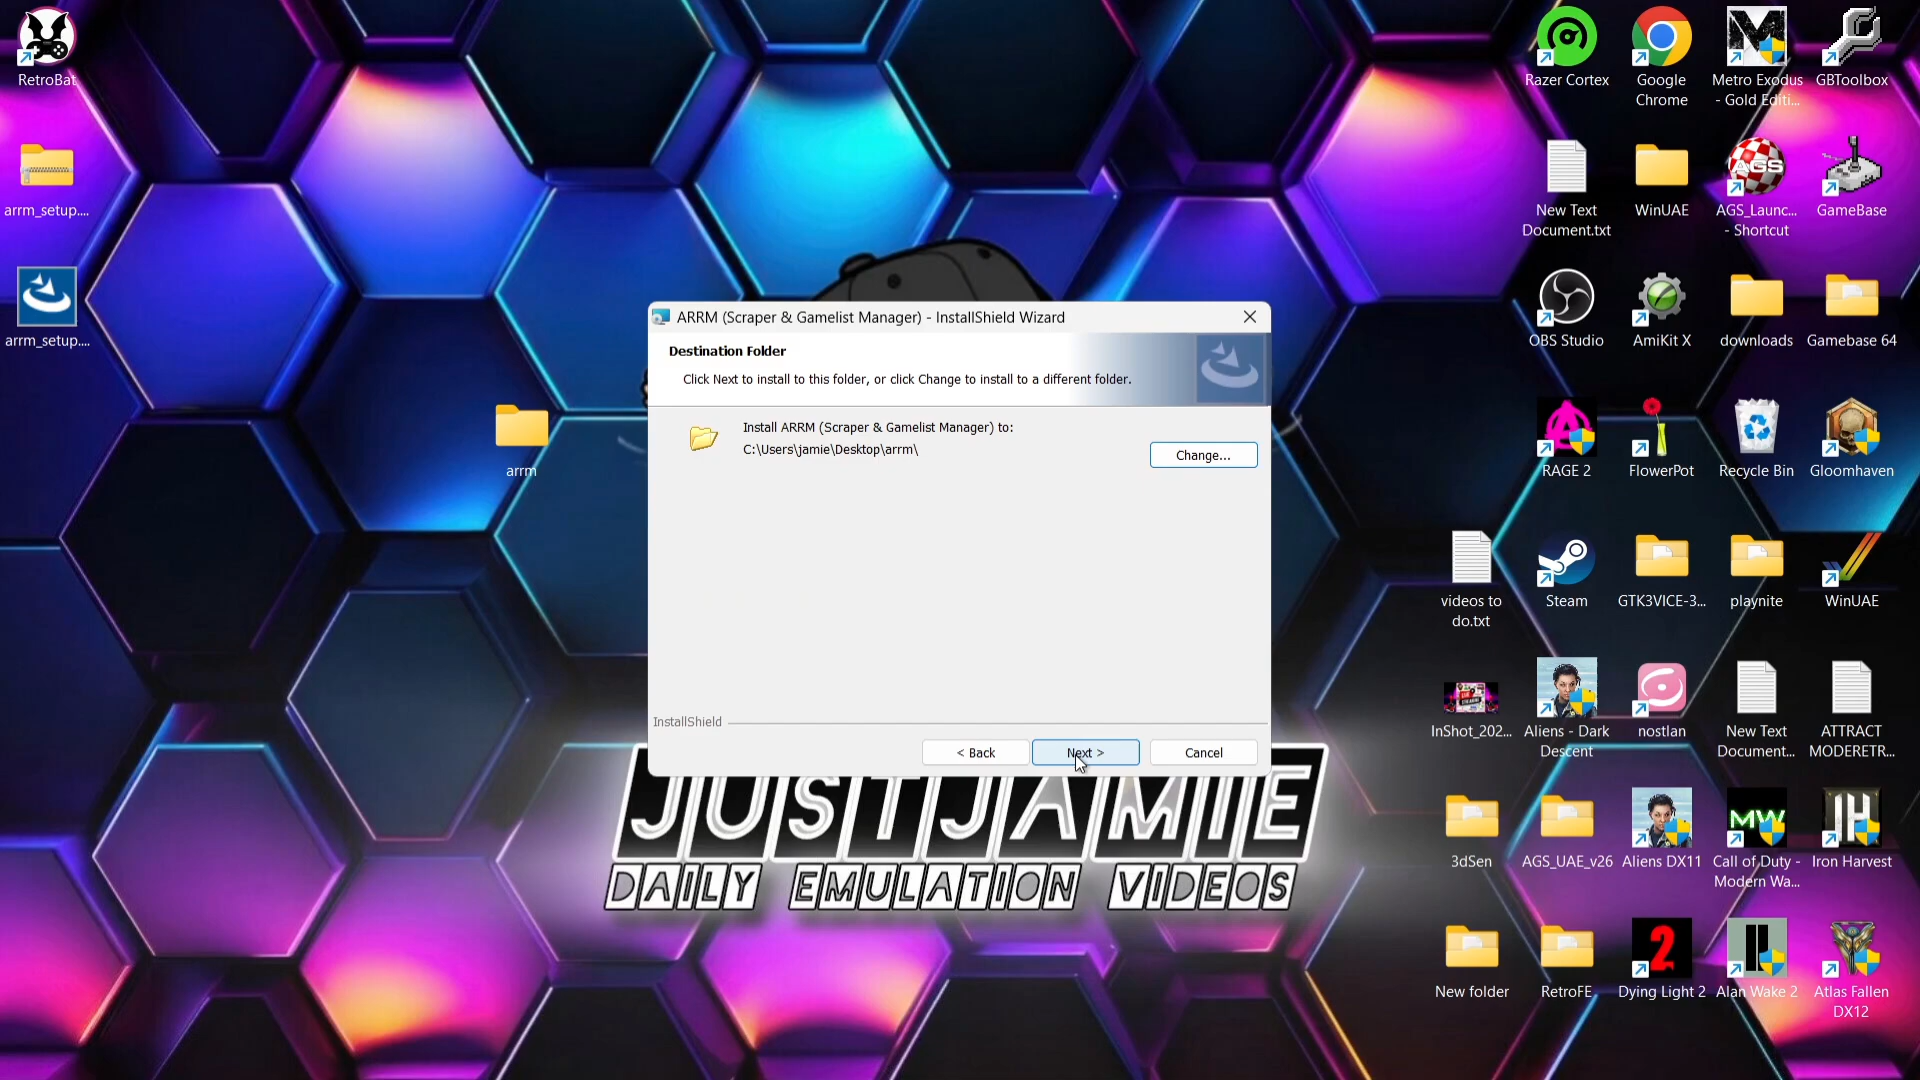 RetroBat
arrm_setup....
arrm_setup....
arrm
ARRM (Scraper & Gamelist Manager) - InstallShield Wizard
Destination Folder
Click Next to install to this folder, or click Change to install to a different folder.
Install ARRM (Scraper & Gamelist Manager) to:
C:\Users\jamie\Desktop\arrm\
Change...
InstallShield
< Back
Next >
Cancel
JUSTJAMIE
DAILY EMULATION VIDEOS
Razer Cortex
Google
Chrome
Metro Exodus
- Gold Editi...
GBToolbox
New Text
Document.txt
WinUAE
AGS
AGS_Launc...
- Shortcut
GameBase
OBS Studio
AmiKit X
downloads
Gamebase 64
RAGE 2
FlowerPot
Recycle Bin
Gloomhaven
videos to
do.txt
Steam
GTK3VICE-3...
playnite
WinUAE
InShot_202...
Aliens - Dark
Descent
nostlan
New Text
Document...
ATTRACT
MODERETR...
3dSen
AGS_UAE_v26
Aliens DX11
MW
Call of Duty -
Modern Wa...
IH
Iron Harvest
New folder
RetroFE
2
Dying Light 2
Alan Wake 2
Atlas Fallen
DX12